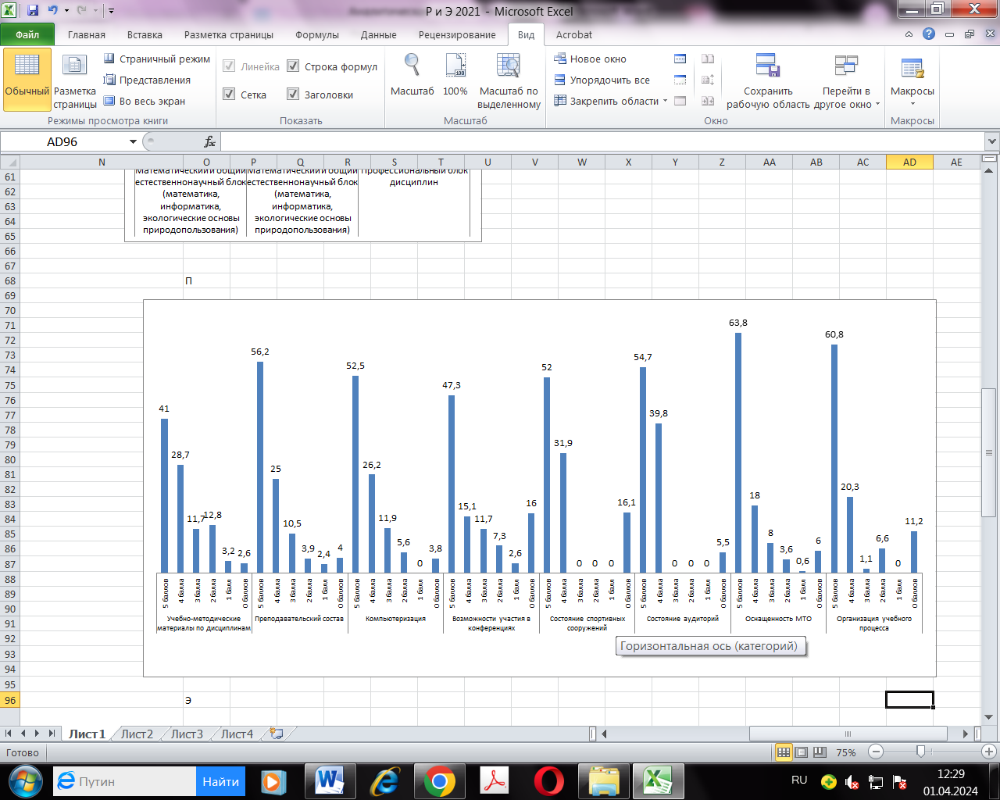 Р и Э 2021 - Microsoft Excel
Файл Главная Вставка Разметка страницы Формулы Данные Рецензирование Вид Acrobat
Обычный
Разметка страницы
Страничный режим
Представления
Во весь экран
Режимы просмотра книги
Линейка
Строка формул
Сетка
Заголовки
Показать
Масштаб
100%
Масштаб по выделенному
Масштаб
Новое окно
Упорядочить все
Закрепить области
Сохранить рабочую область
Перейти в другое окно
Окно
Макросы
Макросы
AD96
N O P Q R S T U V W X Y Z AA AB AC AD AE
61
62
63
64
65
66
67
68
69
70
71
72
73
74
75
76
77
78
79
80
81
82
83
84
85
86
87
88
89
90
91
92
93
94
95
96
Математический и общий естественнонаучный блок (математика, информатика, экологические основы природопользования)
Математический и общий естественнонаучный блок (математика, информатика, экологические основы природопользования)
Профессиональный блок дисциплин
П
41 28,7 11,7 12,8 3,2 2,6
56,2 25 10,5 3,9 2,4 4
52,5 26,2 11,9 5,6 0 3,8
47,3 15,1 11,7 7,3 2,6 16
52 31,9 0 0 0 16,1
54,7 39,8 0 0 0 5,5
63,8 18 8 3,6 0,6 6
60,8 20,3 1,1 6,6 0 11,2
5 баллов 4 балла 3 балла 2 балла 1 балл 0 баллов
5 баллов 4 балла 3 балла 2 балла 1 балл 0 баллов
5 баллов 4 балла 3 балла 2 балла 1 балл 0 баллов
5 баллов 4 балла 3 балла 2 балла 1 балл 0 баллов
5 баллов 4 балла 3 балла 2 балла 1 балл 0 баллов
5 баллов 4 балла 3 балла 2 балла 1 балл 0 баллов
5 баллов 4 балла 3 балла 2 балла 1 балл 0 баллов
5 баллов 4 балла 3 балла 2 балла 1 балл 0 баллов
Учебно-методические материалы по дисциплинам
Преподавательский состав
Компьютеризация
Возможности участия в конференциях
Состояние спортивных сооружений
Состояние аудиторий
Оснащенность МТО
Организация учебного процесса
Горизонтальная ось (категорий)
Э
Лист1 Лист2 Лист3 Лист4
Готово
75%
Путин
Найти
RU
12:29
01.04.2024